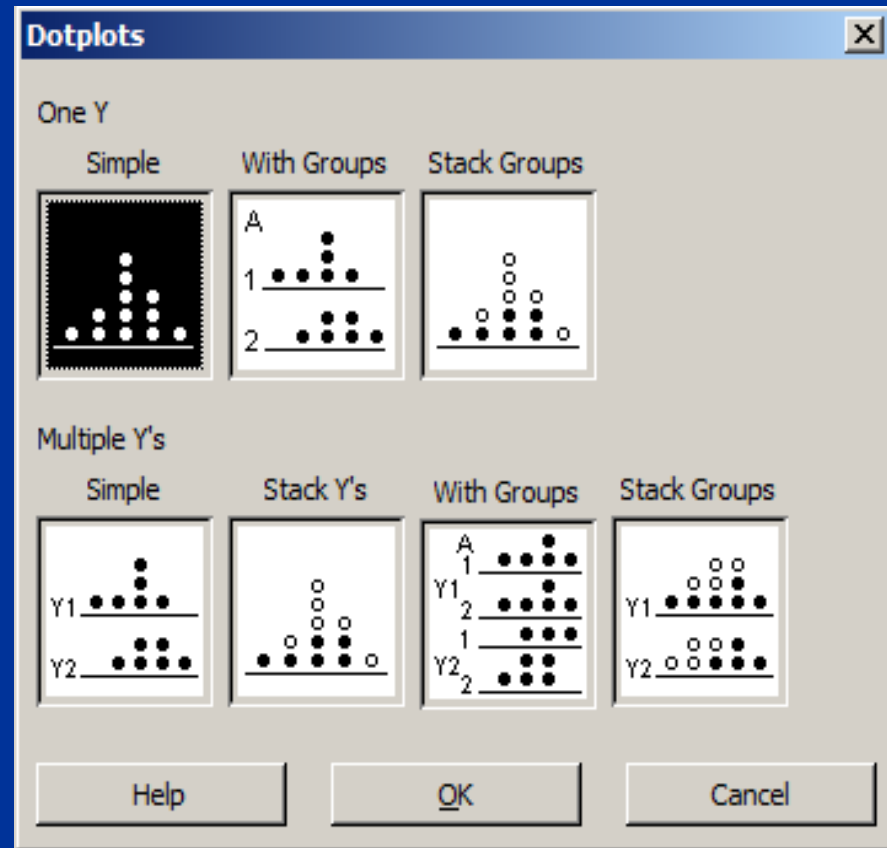 Dotplots
One Y
Simple With Groups Stack Groups
A
1
2
Multiple Y's
Simple Stack Y's With Groups Stack Groups
Y1
Y2
A
1
Y1
2
1
Y2
2
Y1
Y2
Help OK Cancel